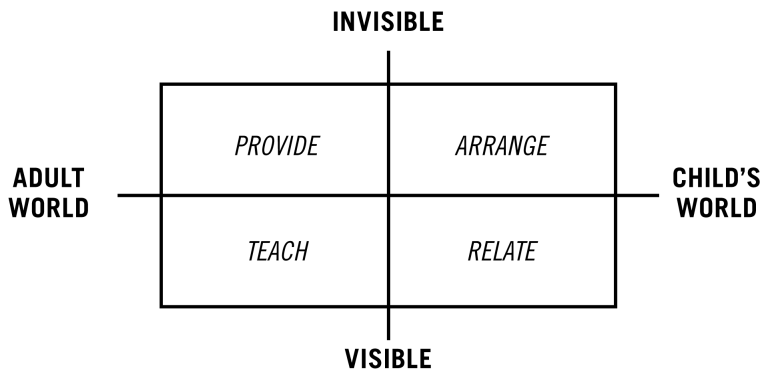 INVISIBLE
PROVIDE
ARRANGE
ADULT
WORLD
CHILD'S
WORLD
TEACH
RELATE
VISIBLE